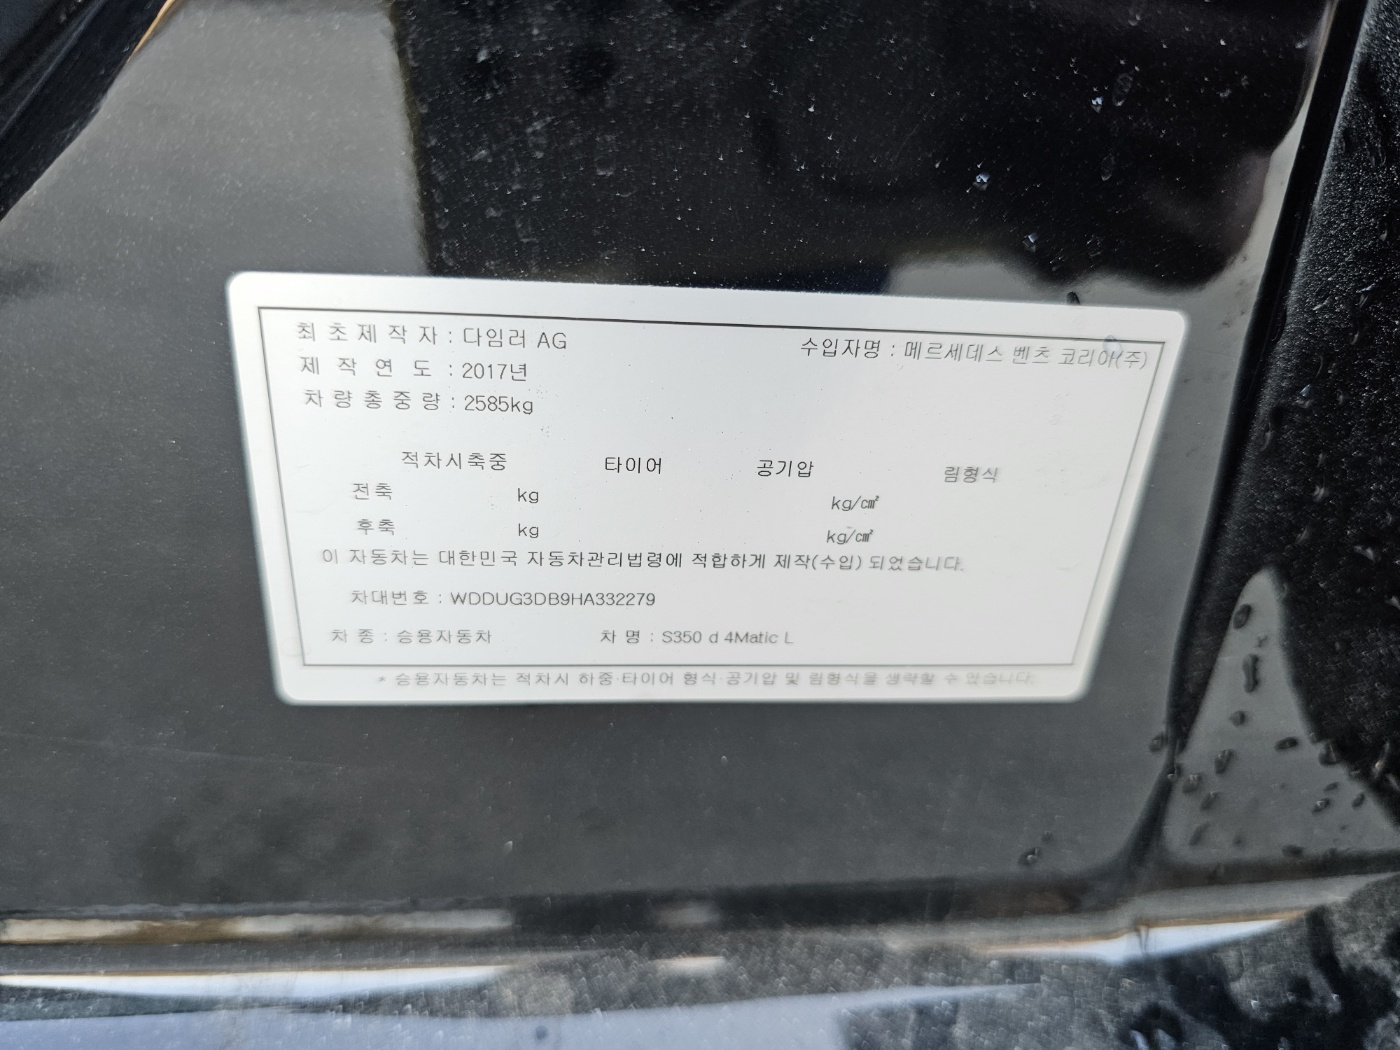 최초제작자 : 다임러 AG 수입자명 : 메르세데스 벤츠 코리아(주)
제작연도 : 2017년
차량총중량 : 2585kg
적차시축중 타이어 공기압 림형식
전축 kg kg/㎠
후축 kg kg/㎠
이 자동차는 대한민국 자동차관리법령에 적합하게 제작(수입) 되었습니다.
차대번호 : WDDUG3DB9HA332279
차 종 : 승용자동차 차 명 : S350 d 4Matic L
* 승용자동차는 적차시 하중·타이어 형식·공기압 및 림형식을 생략할 수 있습니다.